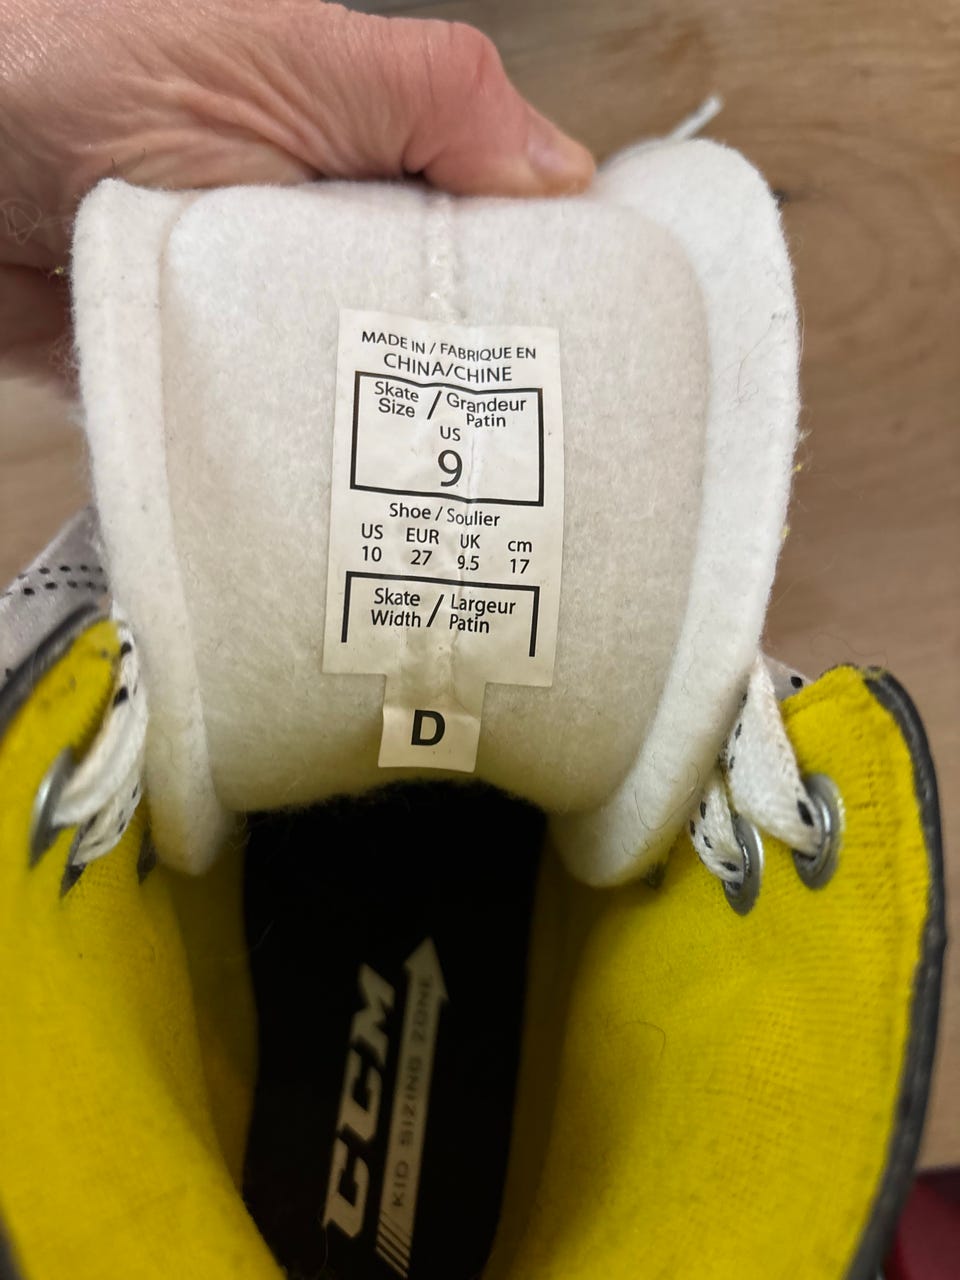 MADE IN / FABRIQUE EN
CHINA/CHINE
Skate Size / Grandeur Patin
US
9
Shoe / Soulier
US EUR UK cm
10 27 9.5 17
Skate Width / Largeur Patin
D
CCM
KID SIZING ZONE